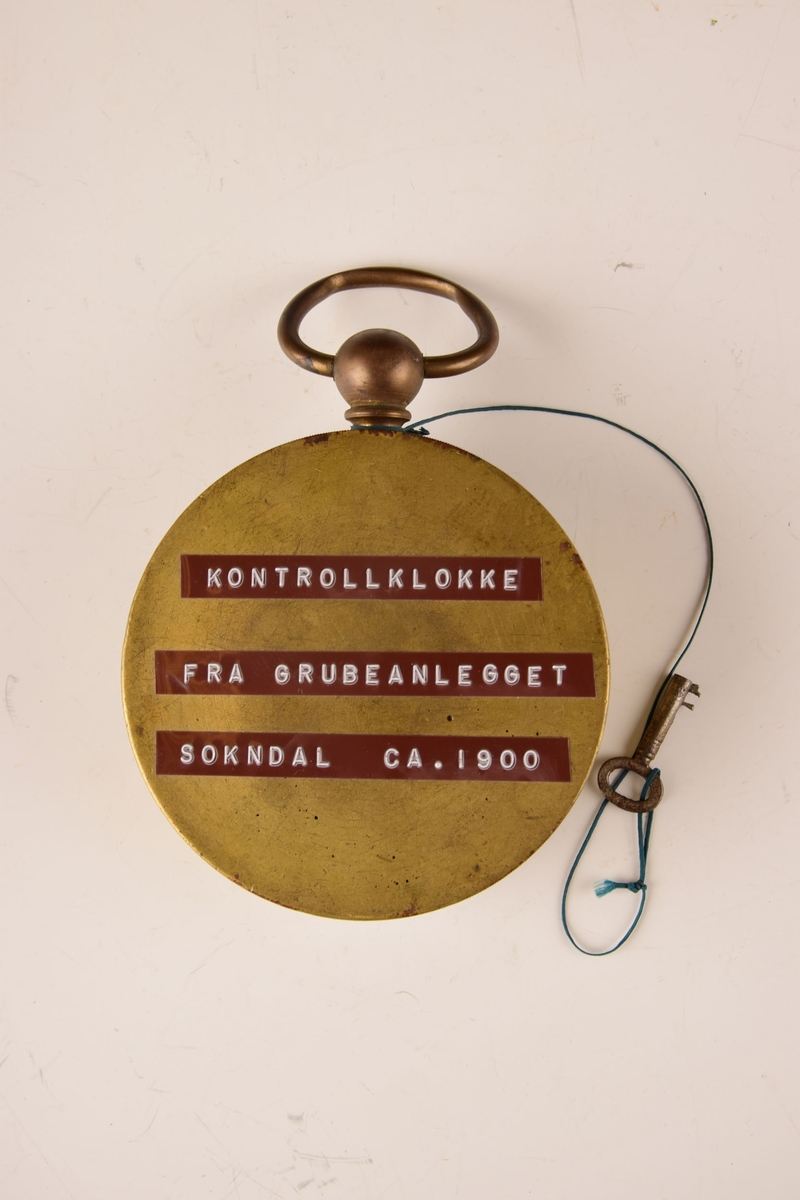 KONTROLLKLOKKE
FRA GRUBEANLEGGET
SOKNDAL CA.1900